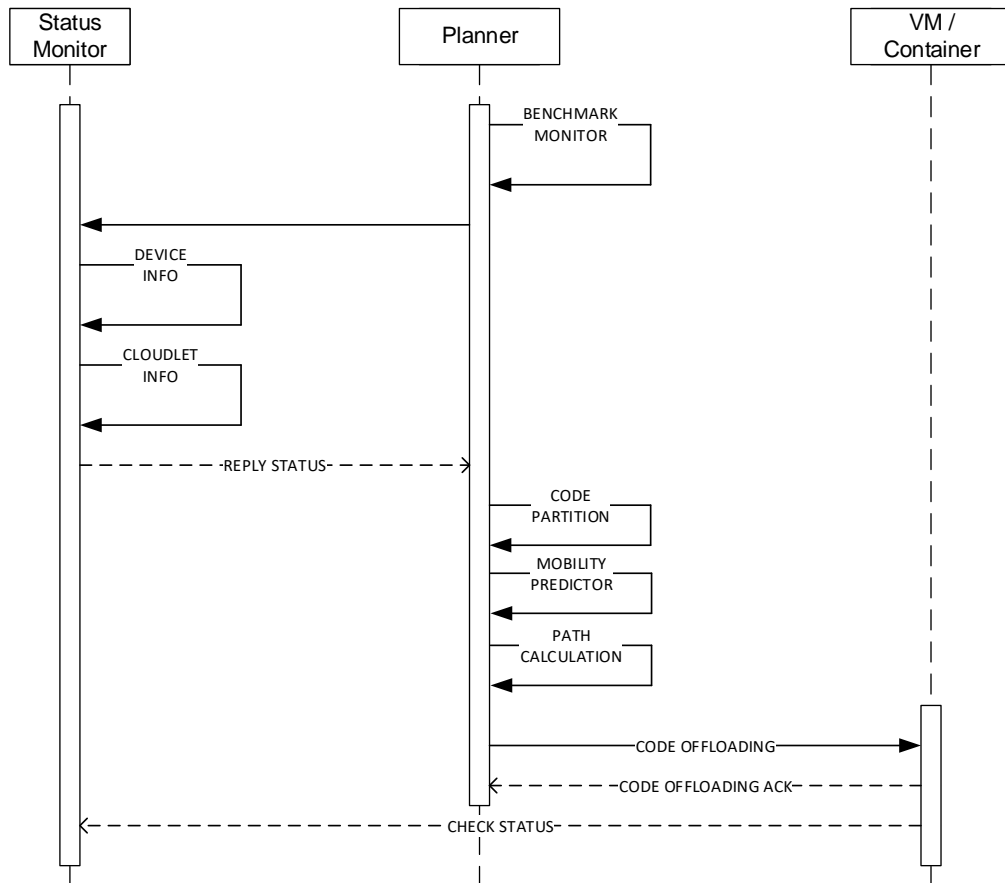 Status
Monitor
Planner
VM /
Container
BENCHMARK
MONITOR
DEVICE
INFO
CLOUDLET
INFO
REPLY STATUS
CODE
PARTITION
MOBILITY
PREDICTOR
PATH
CALCULATION
CODE OFFLOADING
CODE OFFLOADING ACK
CHECK STATUS